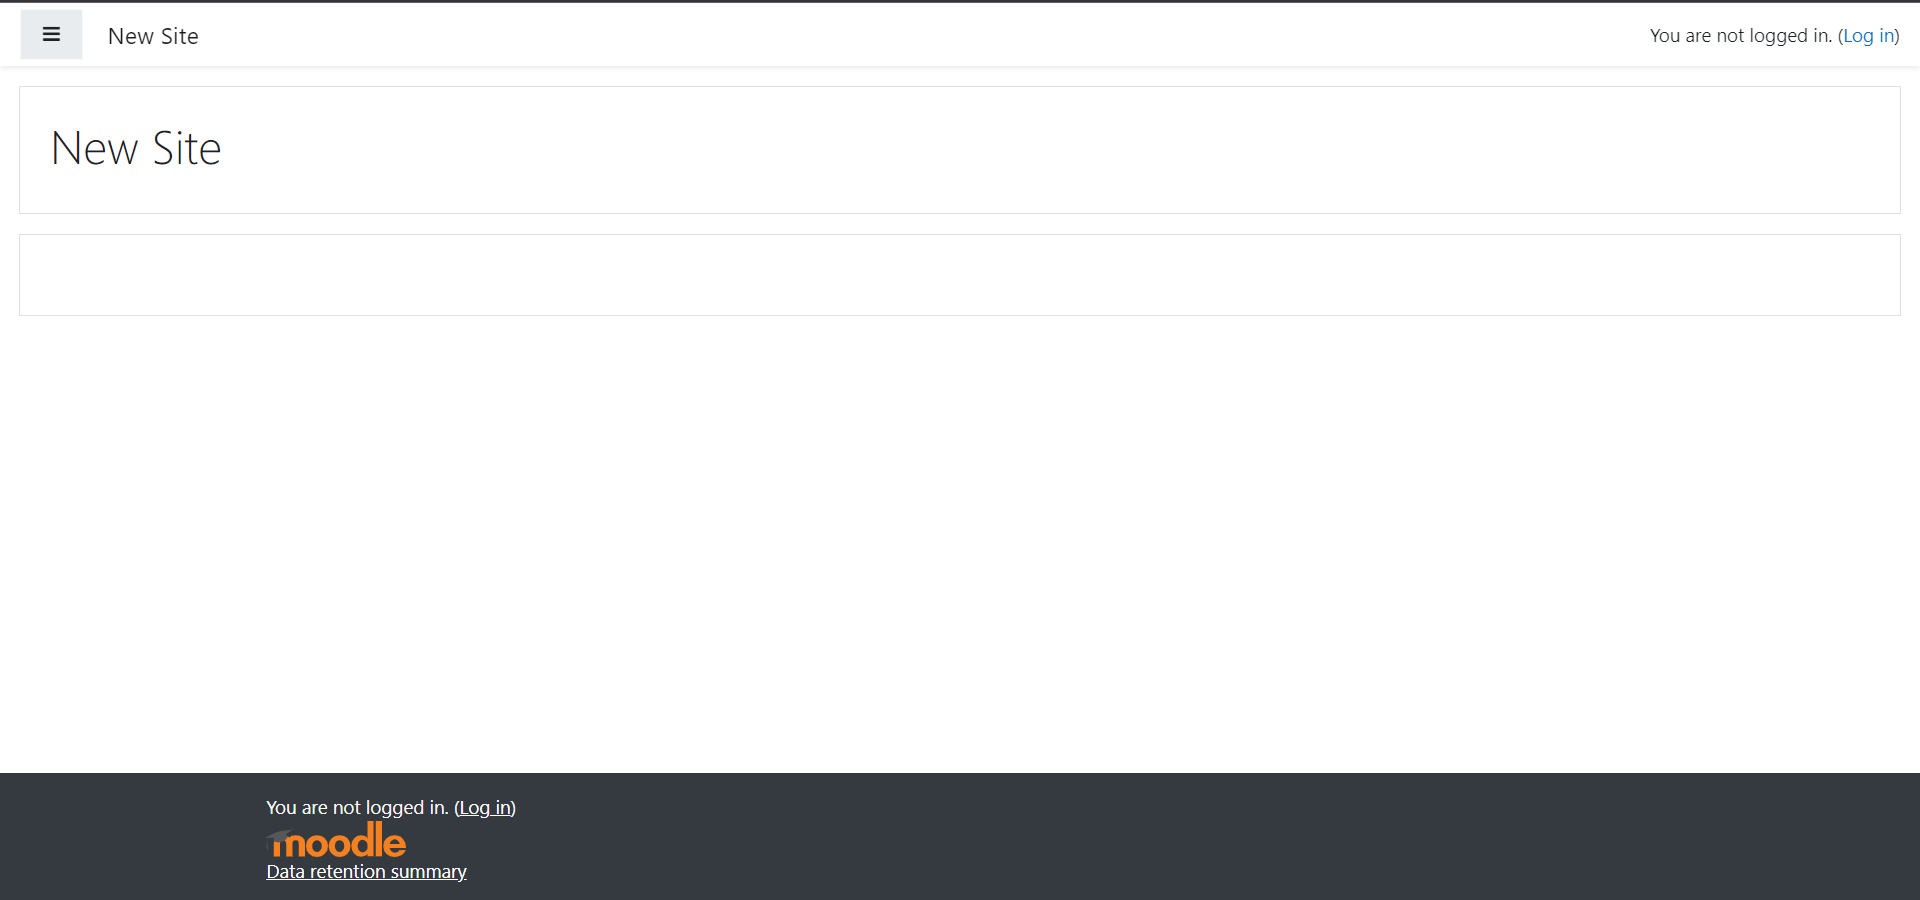 New Site
You are not logged in. (Log in)
New Site
You are not logged in. (Log in)
moodle
Data retention summary